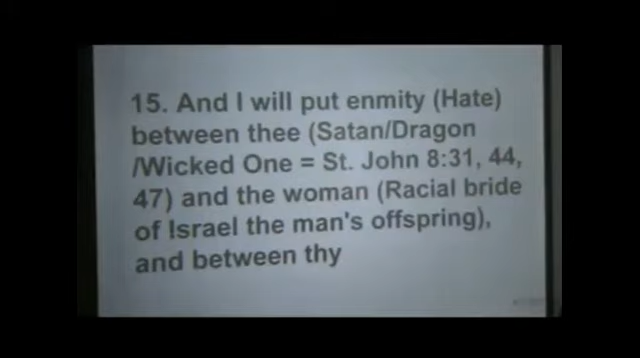 15. And I will put enmity (Hate)
between thee (Satan/Dragon
/Wicked One = St. John 8:31, 44,
47) and the woman (Racial bride
of Israel the man's offspring),
and between thy